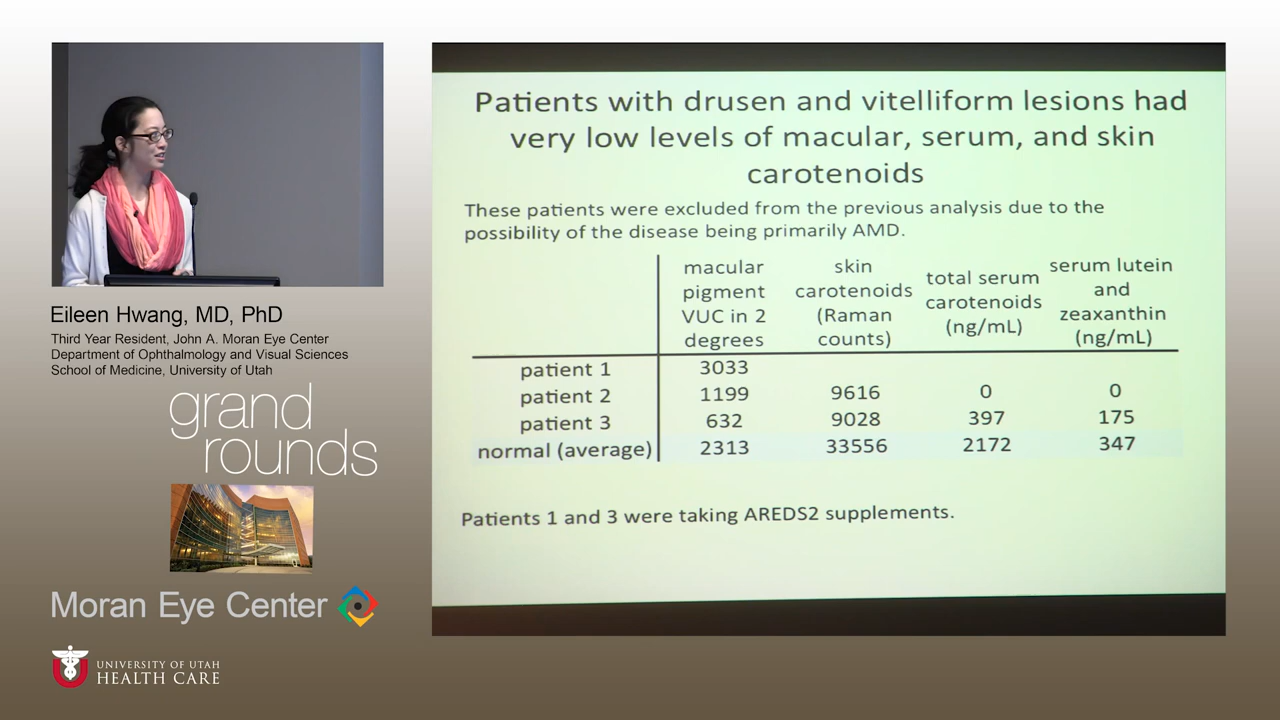 Patients with drusen and vitelliform lesions had
very low levels of macular, serum, and skin
carotenoids
These patients were excluded from the previous analysis due to the
possibility of the disease being primarily AMD.
macular pigment VUC in 2 degrees
skin carotenoids (Raman counts)
total serum carotenoids (ng/mL)
serum lutein and zeaxanthin (ng/mL)
patient 1 3033
patient 2 1199 9616 0 0
patient 3 632 9028 397 175
normal (average) 2313 33556 2172 347
Patients 1 and 3 were taking AREDS2 supplements.
Eileen Hwang, MD, PhD
Third Year Resident, John A. Moran Eye Center
Department of Ophthalmology and Visual Sciences
School of Medicine, University of Utah
grand
rounds
Moran Eye Center
UNIVERSITY OF UTAH
HEALTH CARE